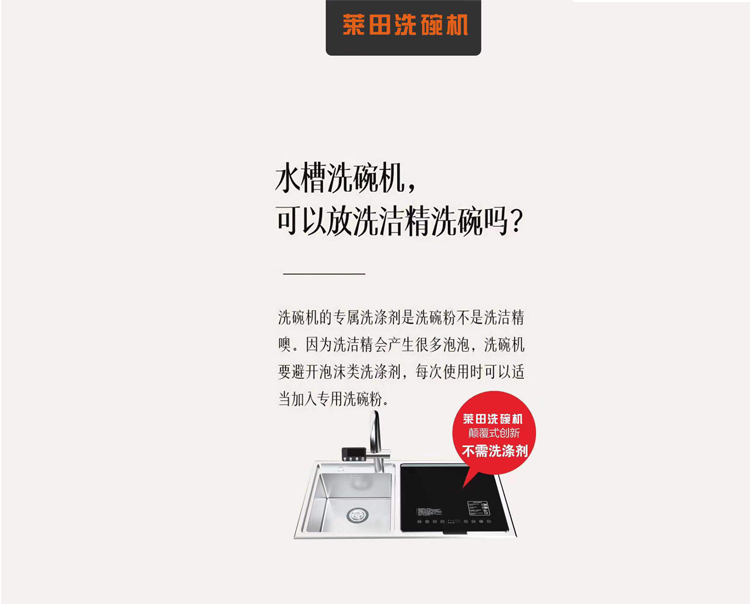 莱田洗碗机
水槽洗碗机，
可以放洗洁精洗碗吗？
洗碗机的专属洗涤剂是洗碗粉不是洗洁精
噢。因为洗洁精会产生很多泡泡，洗碗机
要避开泡沫类洗涤剂，每次使用时可以适
当加入专用洗碗粉。
莱田洗碗机
颠覆式创新
不需洗涤剂